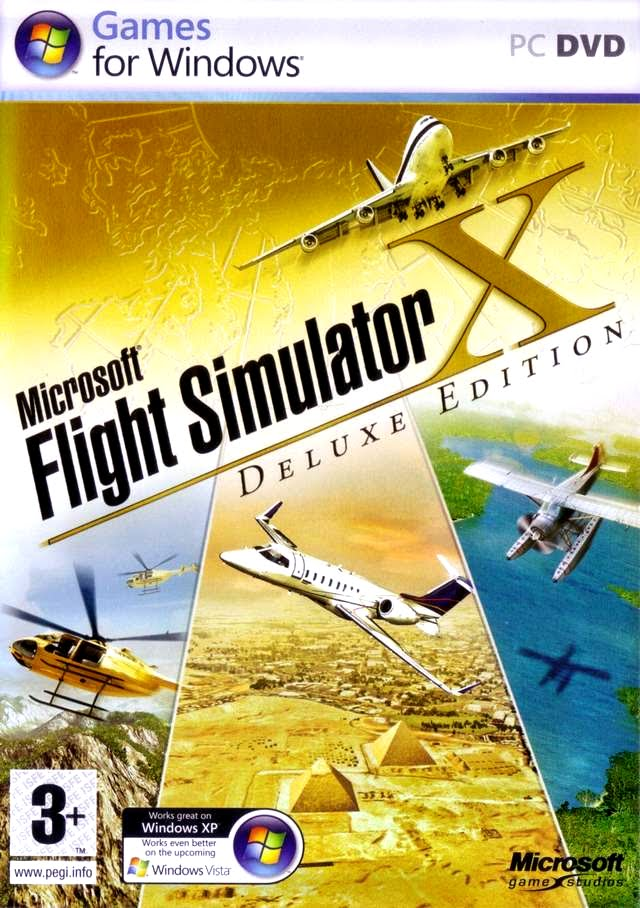 Games
for Windows®
PC DVD
Microsoft®
Flight Simulator X
DELUXE EDITION
3+
TM
www.pegi.info
Works great on
Windows XP
Works even better
on the upcoming
Windows Vista
Microsoft
game studios